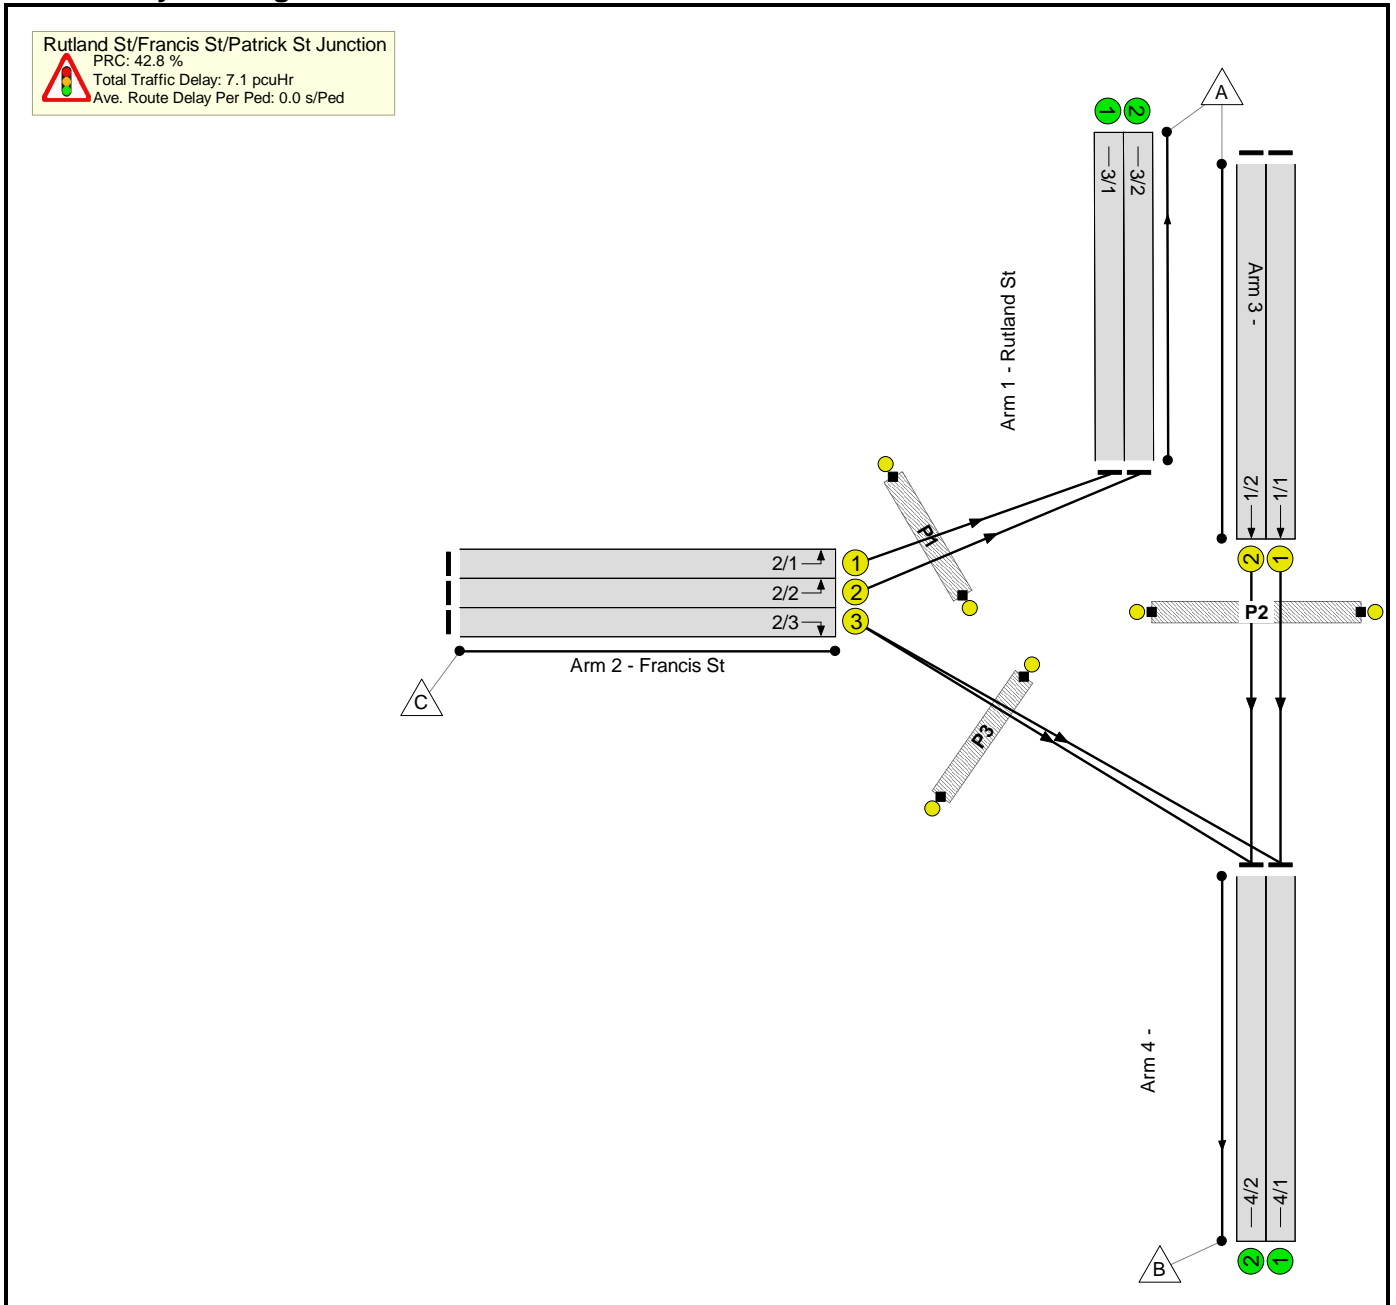 Rutland St/Francis St/Patrick St Junction
PRC: 42.8 %
Total Traffic Delay: 7.1 pcuHr
Ave. Route Delay Per Ped: 0.0 s/Ped
A
1
2
3/1
3/2
Arm 3 -
Arm 1 - Rutland St
1/2
1/1
2
1
P1
P2
2/1
1
2/2
2
2/3
3
Arm 2 - Francis St
C
P3
Arm 4 -
4/2
4/1
2
1
B